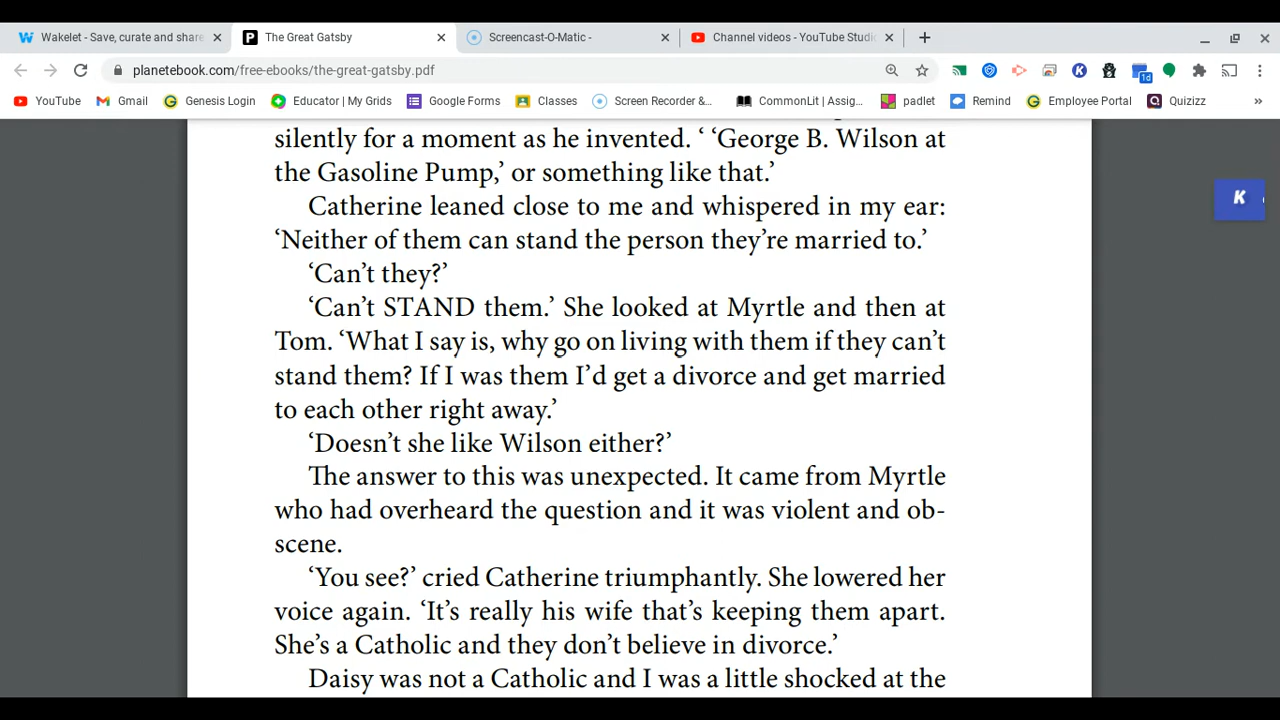 Wakelet - Save, curate and share
The Great Gatsby
Screencast-O-Matic -
Channel videos - YouTube Studio
planetebook.com/free-ebooks/the-great-gatsby.pdf
1d
YouTube
Gmail
Genesis Login
Educator | My Grids
Google Forms
Classes
Screen Recorder &...
CommonLit | Assig...
padlet
Remind
Employee Portal
Quizizz
»
silently for a moment as he invented. ‘ ‘George B. Wilson at
the Gasoline Pump,’ or something like that.’
Catherine leaned close to me and whispered in my ear:
‘Neither of them can stand the person they’re married to.’
‘Can’t they?’
‘Can’t STAND them.’ She looked at Myrtle and then at
Tom. ‘What I say is, why go on living with them if they can’t
stand them? If I was them I’d get a divorce and get married
to each other right away.’
‘Doesn’t she like Wilson either?’
The answer to this was unexpected. It came from Myrtle
who had overheard the question and it was violent and ob-
scene.
‘You see?’ cried Catherine triumphantly. She lowered her
voice again. ‘It’s really his wife that’s keeping them apart.
She’s a Catholic and they don’t believe in divorce.’
Daisy was not a Catholic and I was a little shocked at the
K